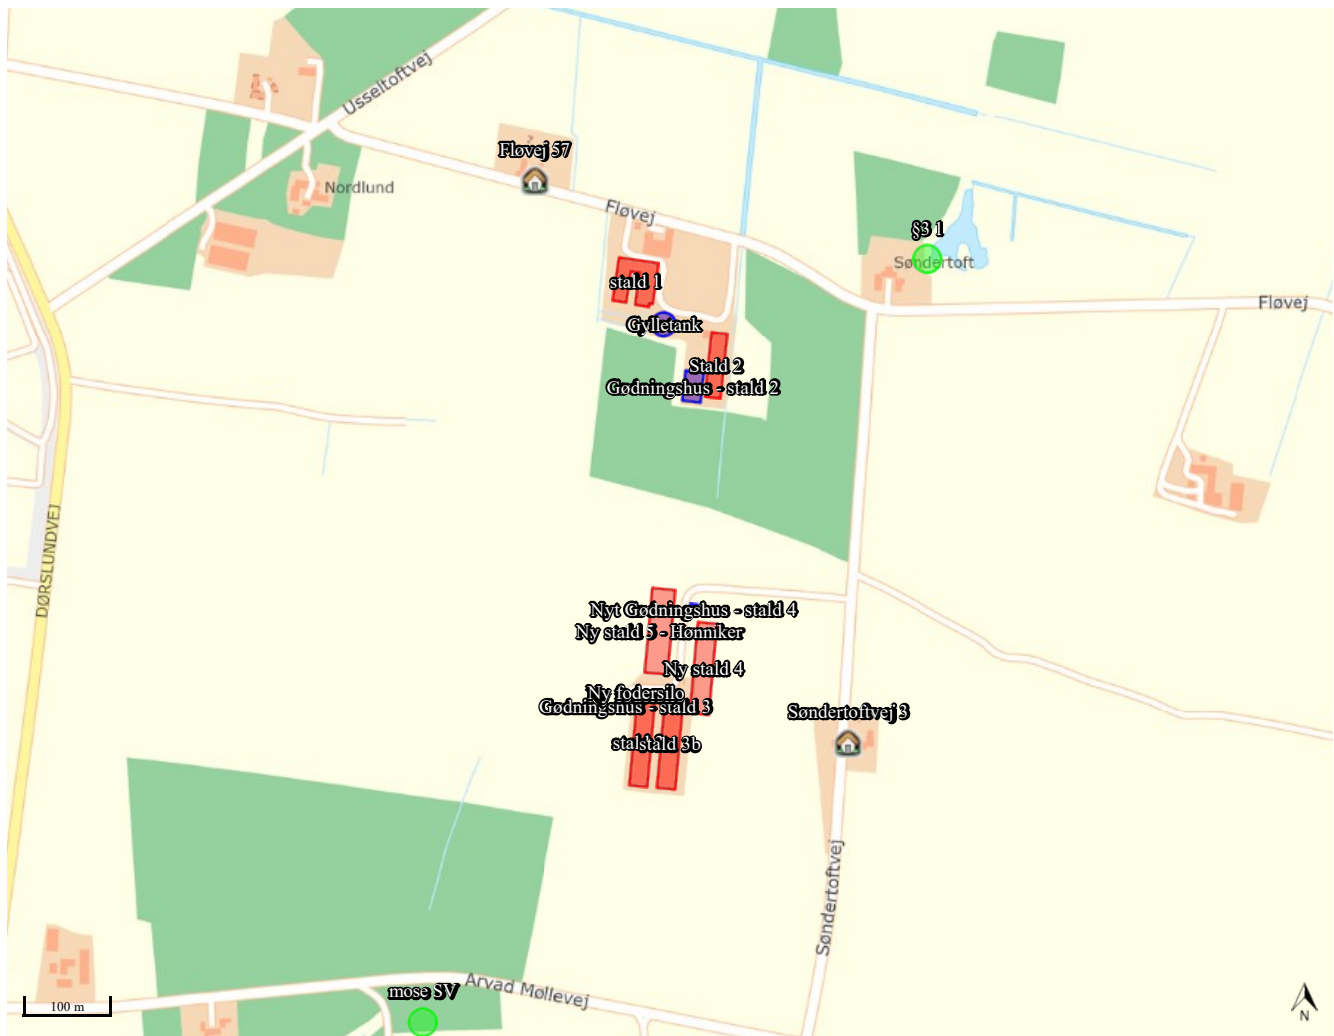 Usseltoftvej
Fløvej 57
Nordlund
Fløvej
§3 1
Søndertoft
stald 1
Fløvej
Gylletank
Stald 2
Gødningshus - stald 2
DØRSLUNDVEJ
Nyt Gødningshus - stald 4
Ny stald 5 - Hønniker
Ny stald 4
Ny fodersilo
Gødningshus - stald 3
Søndertoftvej 3
stald
stald 3b
Søndertoftvej
Arvad Møllevej
mose SV
100 m
N